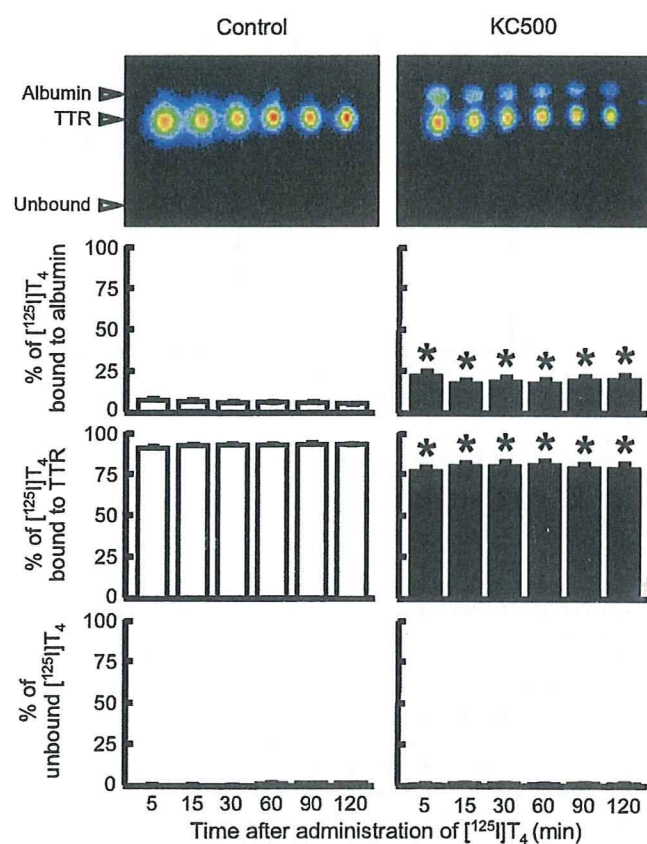 Control KC500
Albumin
TTR
Unbound
% of [¹²⁵I]T₄
bound to albumin
100
75
50
25
0
* * * * * *
% of [¹²⁵I]T₄
bound to TTR
100
75
50
25
0
* * * * * *
% of
unbound [¹²⁵I]T₄
100
75
50
25
0
5 15 30 60 90 120 5 15 30 60 90 120
Time after administration of [¹²⁵I]T₄ (min)